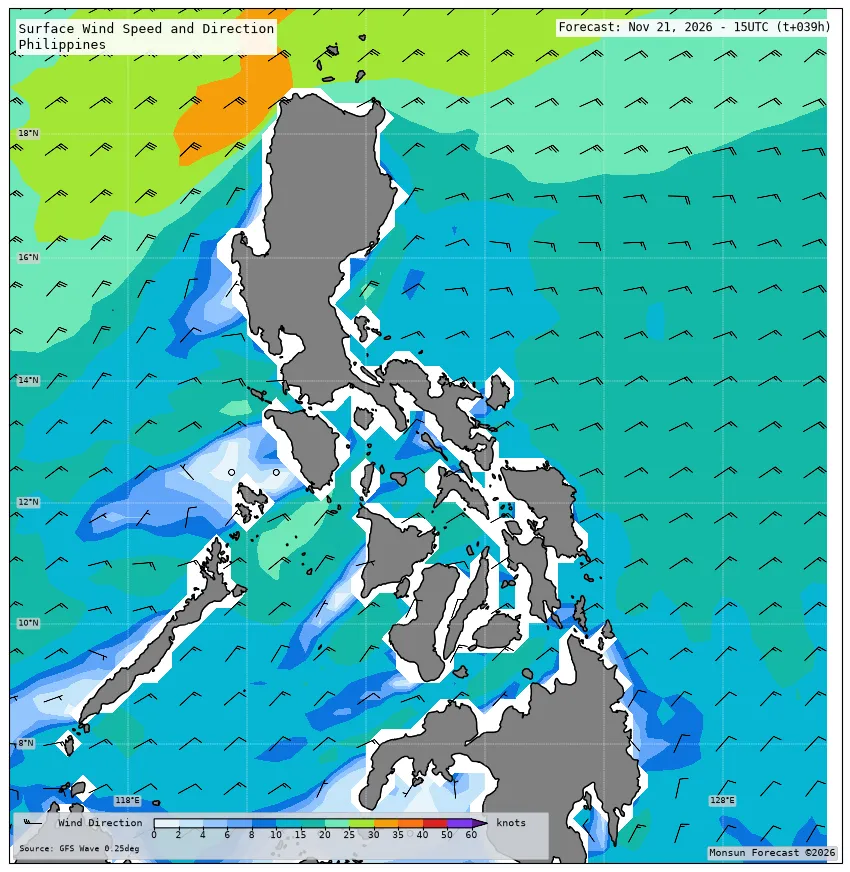 Surface Wind Speed and Direction
Philippines
Forecast: Nov 21, 2026 - 15UTC (t+039h)
18°N
16°N
14°N
12°N
10°N
8°N
118°E
128°E
Wind Direction
0 2 4 6 8 10 15 20 25 30 35 40 50 60 knots
Source: GFS Wave 0.25deg
Monsun Forecast ©2026